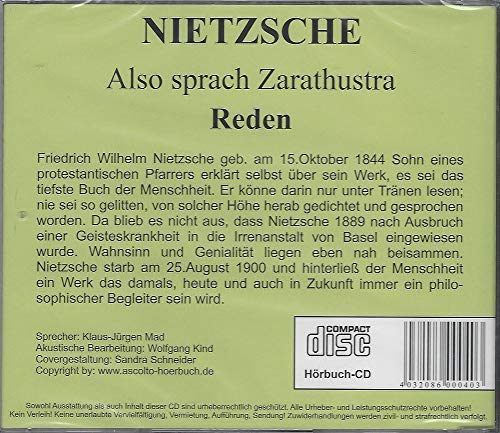 NIETZSCHE
Also sprach Zarathustra
Reden
Friedrich Wilhelm Nietzsche geb. am 15.Oktober 1844 Sohn eines
protestantischen Pfarrers erklärt selbst über sein Werk, es sei das
tiefste Buch der Menschheit. Er könne darin nur unter Tränen lesen;
nie sei so gelitten, von solcher Höhe herab gedichtet und gesprochen
worden. Da blieb es nicht aus, dass Nietzsche 1889 nach Ausbruch
einer Geisteskrankheit in die Irrenanstalt von Basel eingewiesen
wurde. Wahnsinn und Genialität liegen eben nah beisammen.
Nietzsche starb am 25.August 1900 und hinterließ der Menschheit
ein Werk das damals, heute und auch in Zukunft immer ein philo-
sophischer Begleiter sein wird.
Sprecher: Klaus-Jürgen Mad
Akustische Bearbeitung: Wolfgang Kind
Covergestaltung: Sandra Schneider
Copyright by: www.ascolto-hoerbuch.de
COMPACT
disc
Hörbuch-CD
4 032086 000403
Sowohl Ausstattung als auch Inhalt dieser CD sind urheberrechtlich geschützt. Alle Urheber- und Leistungsschutzrechte vorbehalten!
Kein Verleih! Keine unerlaubte Vervielfältigung, Vermietung, Aufführung, Sendung! Zuwiderhandlungen werden zivil- und strafrechtlich verfolgt.